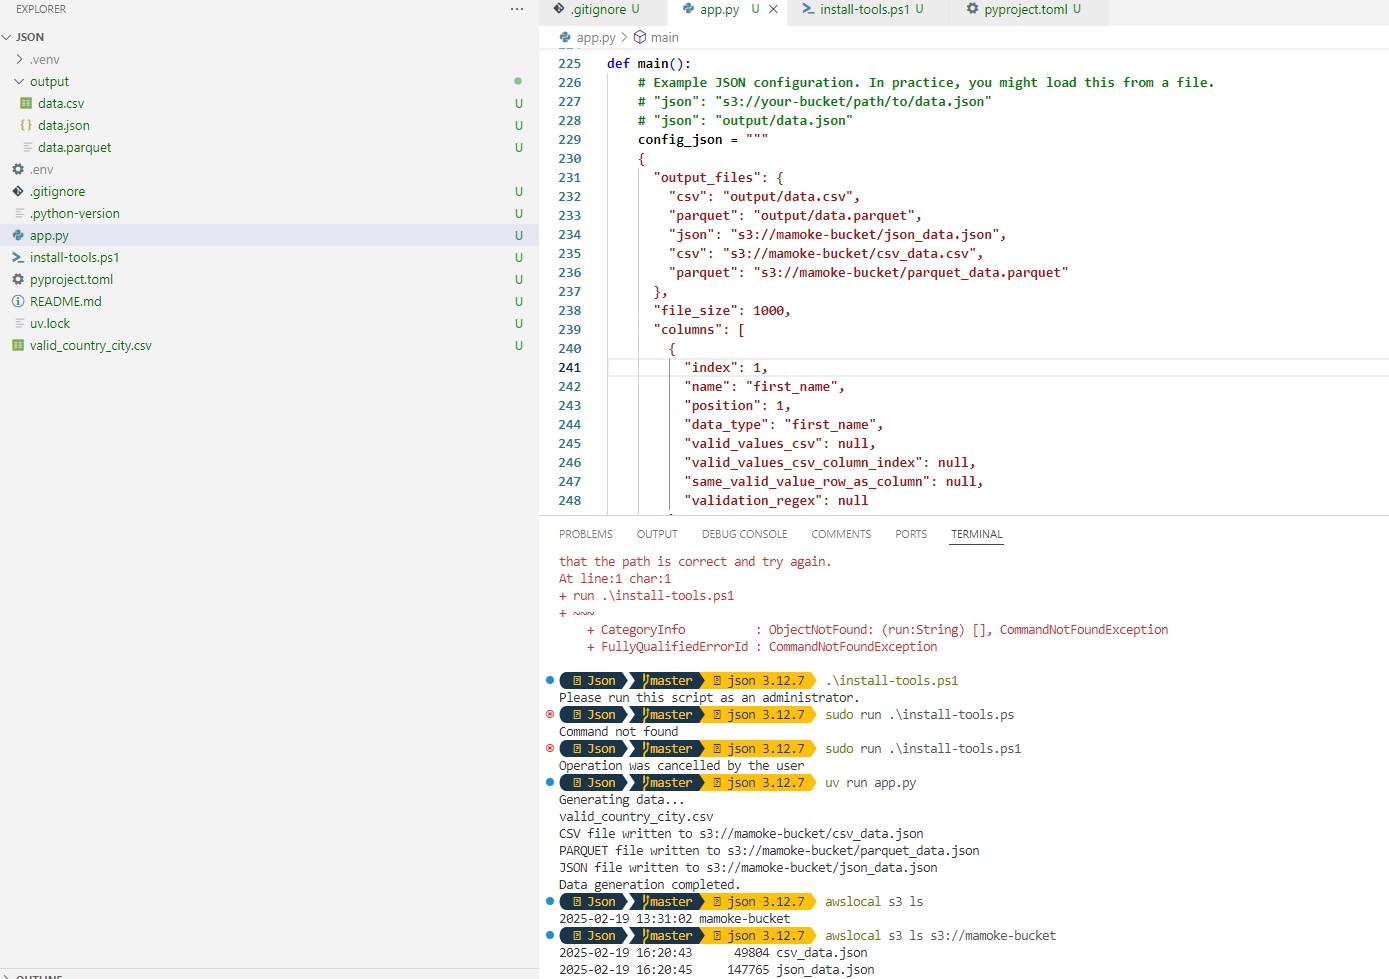 EXPLORER
···
JSON
.venv
output
data.csv U
data.json U
data.parquet U
.env
.gitignore U
.python-version U
app.py U
install-tools.ps1 U
pyproject.toml U
README.md U
uv.lock U
valid_country_city.csv U
.gitignore U
app.py U
install-tools.ps1 U
pyproject.toml U
app.py > main
225 def main():
226 # Example JSON configuration. In practice, you might load this from a file.
227 # "json": "s3://your-bucket/path/to/data.json"
228 # "json": "output/data.json"
229 config_json = """
230 {
231 "output_files": {
232 "csv": "output/data.csv",
233 "parquet": "output/data.parquet",
234 "json": "s3://mamoke-bucket/json_data.json",
235 "csv": "s3://mamoke-bucket/csv_data.csv",
236 "parquet": "s3://mamoke-bucket/parquet_data.parquet"
237 },
238 "file_size": 1000,
239 "columns": [
240 {
241 "index": 1,
242 "name": "first_name",
243 "position": 1,
244 "data_type": "first_name",
245 "valid_values_csv": null,
246 "valid_values_csv_column_index": null,
247 "same_valid_value_row_as_column": null,
248 "validation_regex": null
PROBLEMS OUTPUT DEBUG CONSOLE COMMENTS PORTS TERMINAL
that the path is correct and try again.
At line:1 char:1
+ run .\install-tools.ps1
+ ~~~
+ CategoryInfo : ObjectNotFound: (run:String) [], CommandNotFoundException
+ FullyQualifiedErrorId : CommandNotFoundException
Json master json 3.12.7 .\install-tools.ps1
Please run this script as an administrator.
Json master json 3.12.7 sudo run .\install-tools.ps
Command not found
Json master json 3.12.7 sudo run .\install-tools.ps1
Operation was cancelled by the user
Json master json 3.12.7 uv run app.py
Generating data...
valid_country_city.csv
CSV file written to s3://mamoke-bucket/csv_data.json
PARQUET file written to s3://mamoke-bucket/parquet_data.json
JSON file written to s3://mamoke-bucket/json_data.json
Data generation completed.
Json master json 3.12.7 awslocal s3 ls
2025-02-19 13:31:02 mamoke-bucket
Json master json 3.12.7 awslocal s3 ls s3://mamoke-bucket
2025-02-19 16:20:43 49804 csv_data.json
2025-02-19 16:20:45 147765 json_data.json